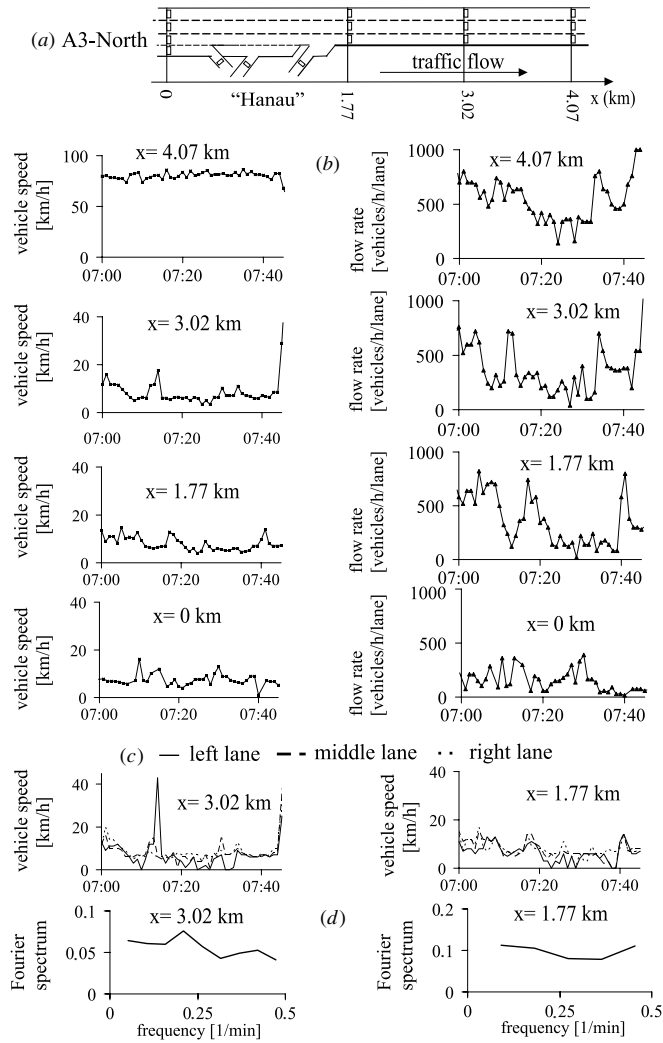 (a) A3-North
traffic flow
0 "Hanau" 1.77 3.02 4.07 x (km)
(b)
vehicle speed
[km/h]
100
50
0
x= 4.07 km
07:00 07:20 07:40
flow rate
[vehicles/h/lane]
1000
500
0
x= 4.07 km
07:00 07:20 07:40
vehicle speed
[km/h]
40
20
0
x= 3.02 km
07:00 07:20 07:40
flow rate
[vehicles/h/lane]
1000
500
0
x= 3.02 km
07:00 07:20 07:40
vehicle speed
[km/h]
40
20
0
x= 1.77 km
07:00 07:20 07:40
flow rate
[vehicles/h/lane]
1000
500
0
x= 1.77 km
07:00 07:20 07:40
vehicle speed
[km/h]
40
20
0
x= 0 km
07:00 07:20 07:40
flow rate
[vehicles/h/lane]
1000
500
0
x= 0 km
07:00 07:20 07:40
(c) left lane middle lane right lane
vehicle speed
[km/h]
40
20
0
x= 3.02 km
07:00 07:20 07:40
vehicle speed
[km/h]
40
20
0
x= 1.77 km
07:00 07:20 07:40
(d)
Fourier
spectrum
0.1
0.05
0
x= 3.02 km
0 0.25 0.5
frequency [1/min]
Fourier
spectrum
0.2
0.1
0
x= 1.77 km
0 0.25 0.5
frequency [1/min]